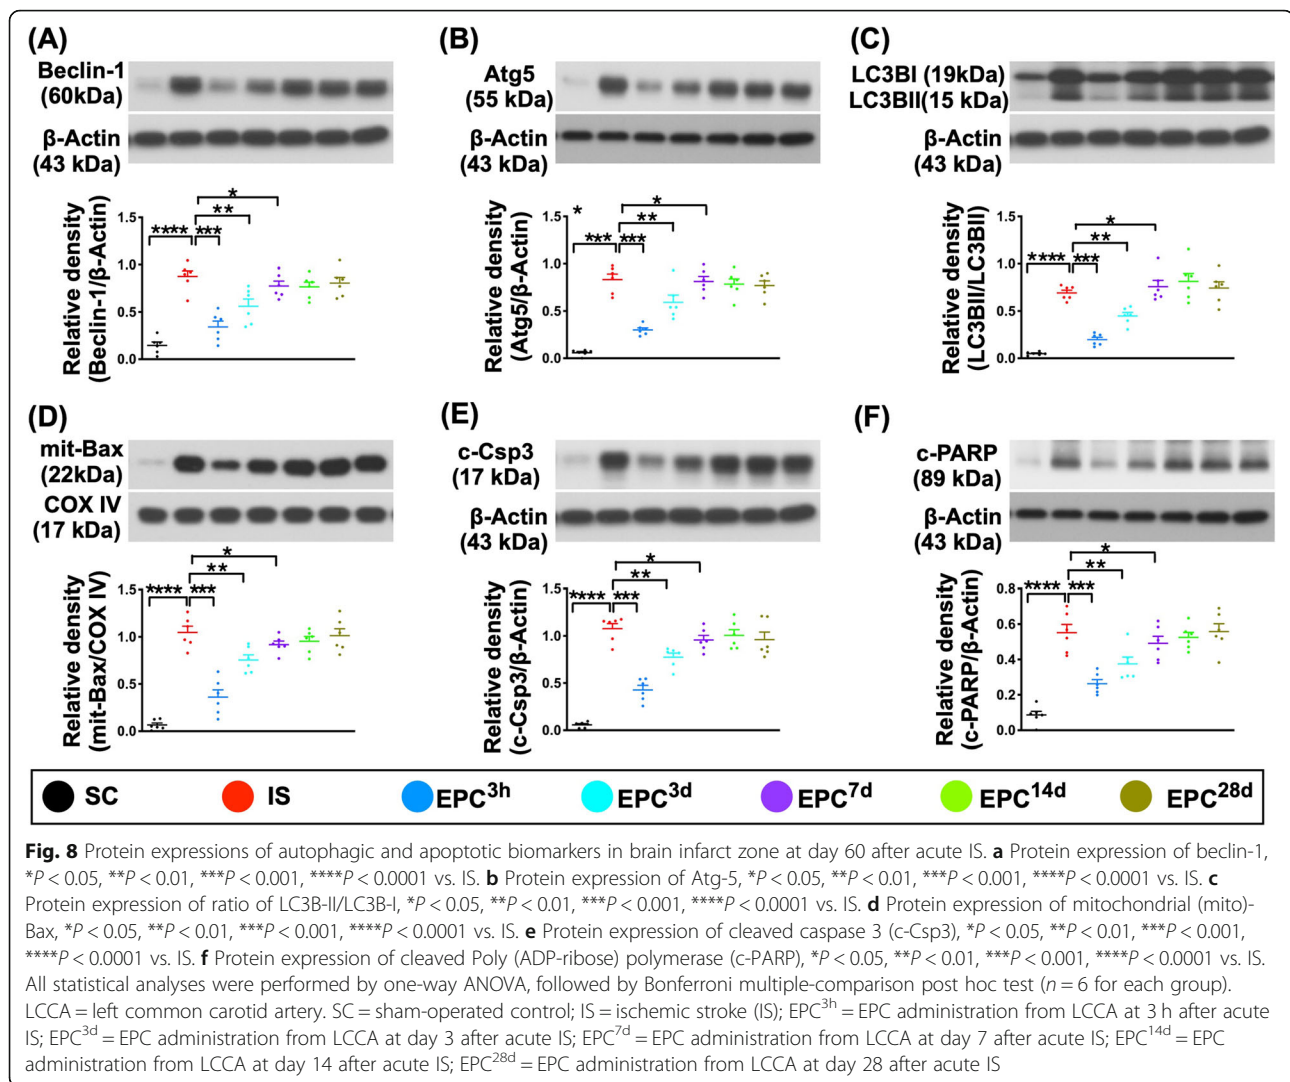 (A)
Beclin-1
(60kDa)
β-Actin
(43 kDa)
Relative density
(Beclin-1/β-Actin)
1.5
1.0
0.5
0.0
****
***
**
*
(B)
Atg5
(55 kDa)
β-Actin
(43 kDa)
Relative density
(Atg5/β-Actin)
1.5
1.0
0.5
0.0
*
***
***
**
*
(C)
LC3BI (19kDa)
LC3BII(15 kDa)
β-Actin
(43 kDa)
Relative density
(LC3BII/LC3BII)
1.5
1.0
0.5
0.0
****
***
**
*
(D)
mit-Bax
(22kDa)
COX IV
(17 kDa)
Relative density
(mit-Bax/COX IV)
1.5
1.0
0.5
0.0
****
***
**
*
(E)
c-Csp3
(17 kDa)
β-Actin
(43 kDa)
Relative density
(c-Csp3/β-Actin)
1.5
1.0
0.5
0.0
****
***
**
*
(F)
c-PARP
(89 kDa)
β-Actin
(43 kDa)
Relative density
(c-PARP/β-Actin)
0.8
0.6
0.4
0.2
0.0
****
***
**
*
SC IS EPC3h EPC3d EPC7d EPC14d EPC28d
Fig. 8 Protein expressions of autophagic and apoptotic biomarkers in brain infarct zone at day 60 after acute IS. a Protein expression of beclin-1,
*P < 0.05, **P < 0.01, ***P < 0.001, ****P < 0.0001 vs. IS. b Protein expression of Atg-5, *P < 0.05, **P < 0.01, ***P < 0.001, ****P < 0.0001 vs. IS. c
Protein expression of ratio of LC3B-II/LC3B-I, *P < 0.05, **P < 0.01, ***P < 0.001, ****P < 0.0001 vs. IS. d Protein expression of mitochondrial (mito)-
Bax, *P < 0.05, **P < 0.01, ***P < 0.001, ****P < 0.0001 vs. IS. e Protein expression of cleaved caspase 3 (c-Csp3), *P < 0.05, **P < 0.01, ***P < 0.001,
****P < 0.0001 vs. IS. f Protein expression of cleaved Poly (ADP-ribose) polymerase (c-PARP), *P < 0.05, **P < 0.01, ***P < 0.001, ****P < 0.0001 vs. IS.
All statistical analyses were performed by one-way ANOVA, followed by Bonferroni multiple-comparison post hoc test (n = 6 for each group).
LCCA = left common carotid artery. SC = sham-operated control; IS = ischemic stroke (IS); EPC3h = EPC administration from LCCA at 3 h after acute
IS; EPC3d = EPC administration from LCCA at day 3 after acute IS; EPC7d = EPC administration from LCCA at day 7 after acute IS; EPC14d = EPC
administration from LCCA at day 14 after acute IS; EPC28d = EPC administration from LCCA at day 28 after acute IS